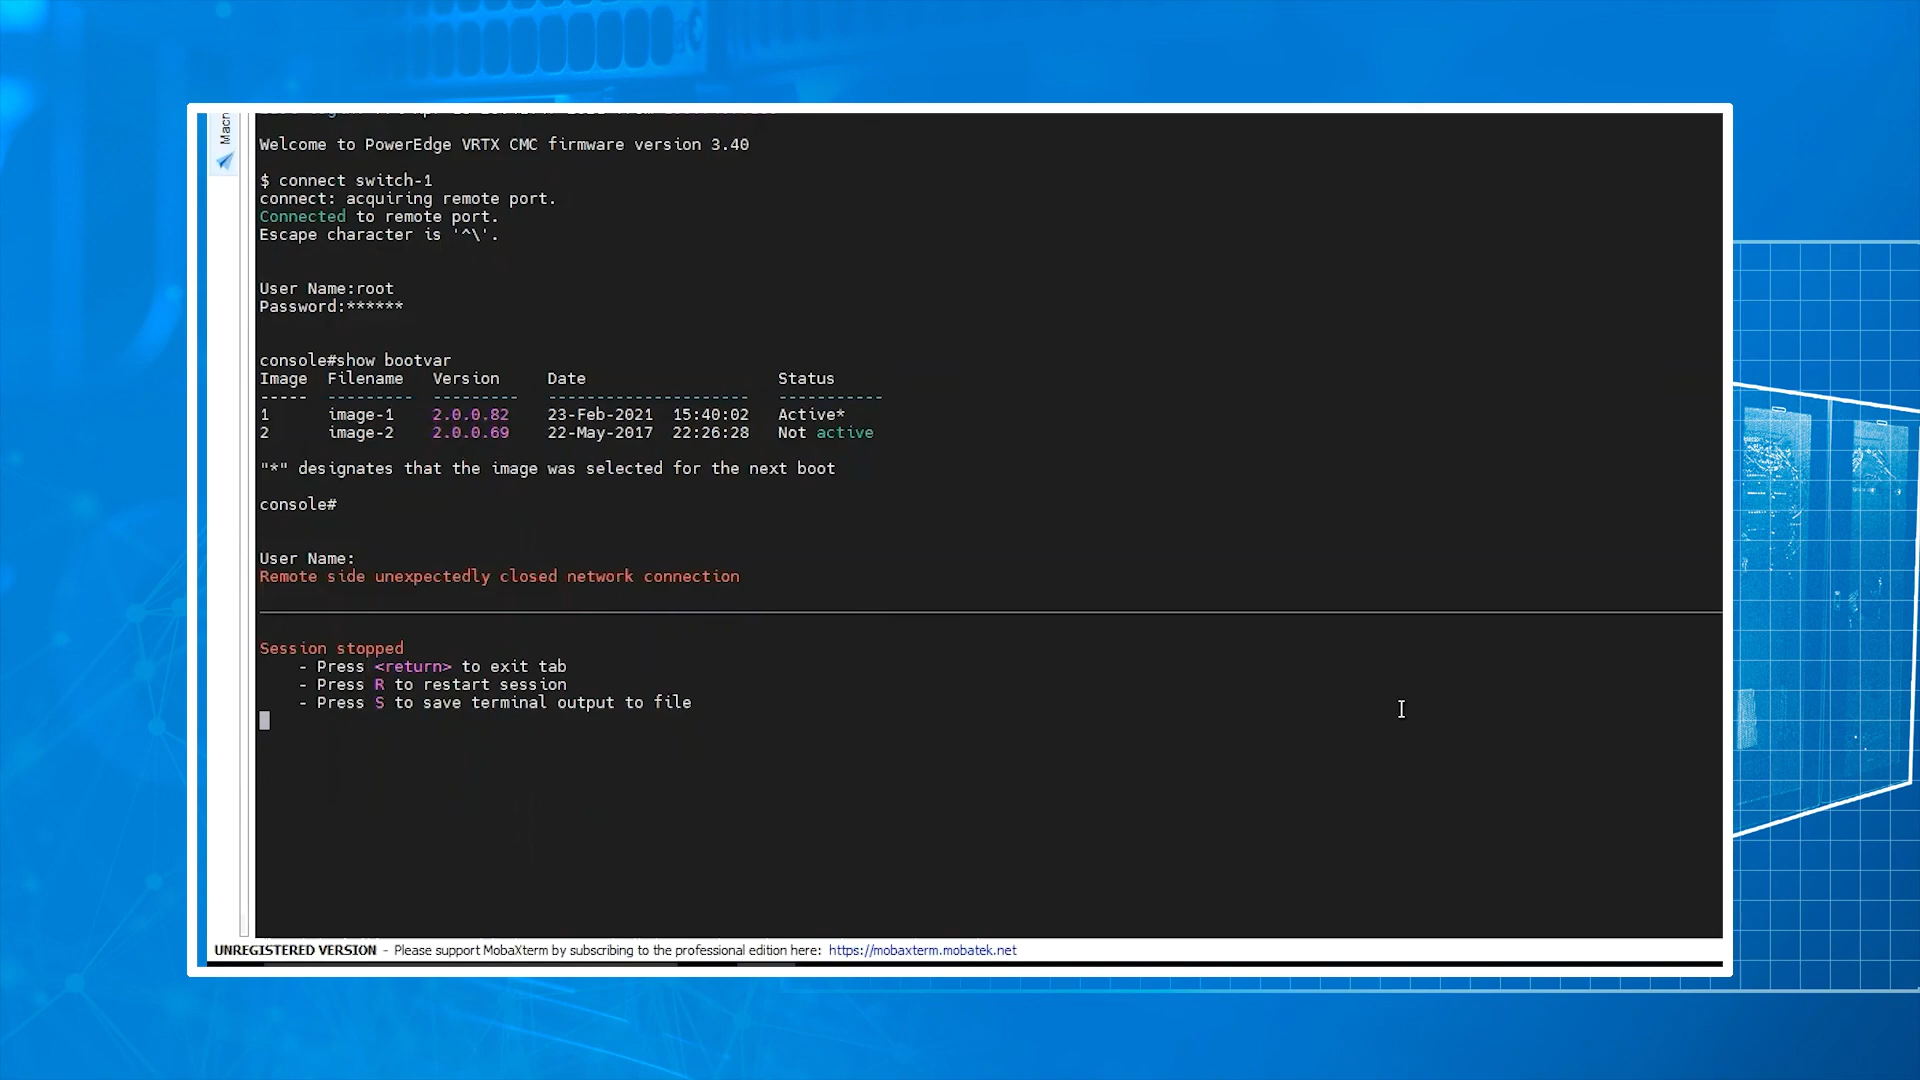 Macr
Welcome to PowerEdge VRTX CMC firmware version 3.40
$ connect switch-1
connect: acquiring remote port.
Connected to remote port.
Escape character is '^\'.
User Name:root
Password:******
console#show bootvar
Image Filename Version Date Status
----- --------- --------- --------------------- -----------
1 image-1 2.0.0.82 23-Feb-2021 15:40:02 Active*
2 image-2 2.0.0.69 22-May-2017 22:26:28 Not active
"*" designates that the image was selected for the next boot
console#
User Name:
Remote side unexpectedly closed network connection
Session stopped
- Press <return> to exit tab
- Press R to restart session
- Press S to save terminal output to file
UNREGISTERED VERSION - Please support MobaXterm by subscribing to the professional edition here: https://mobaxterm.mobatek.net